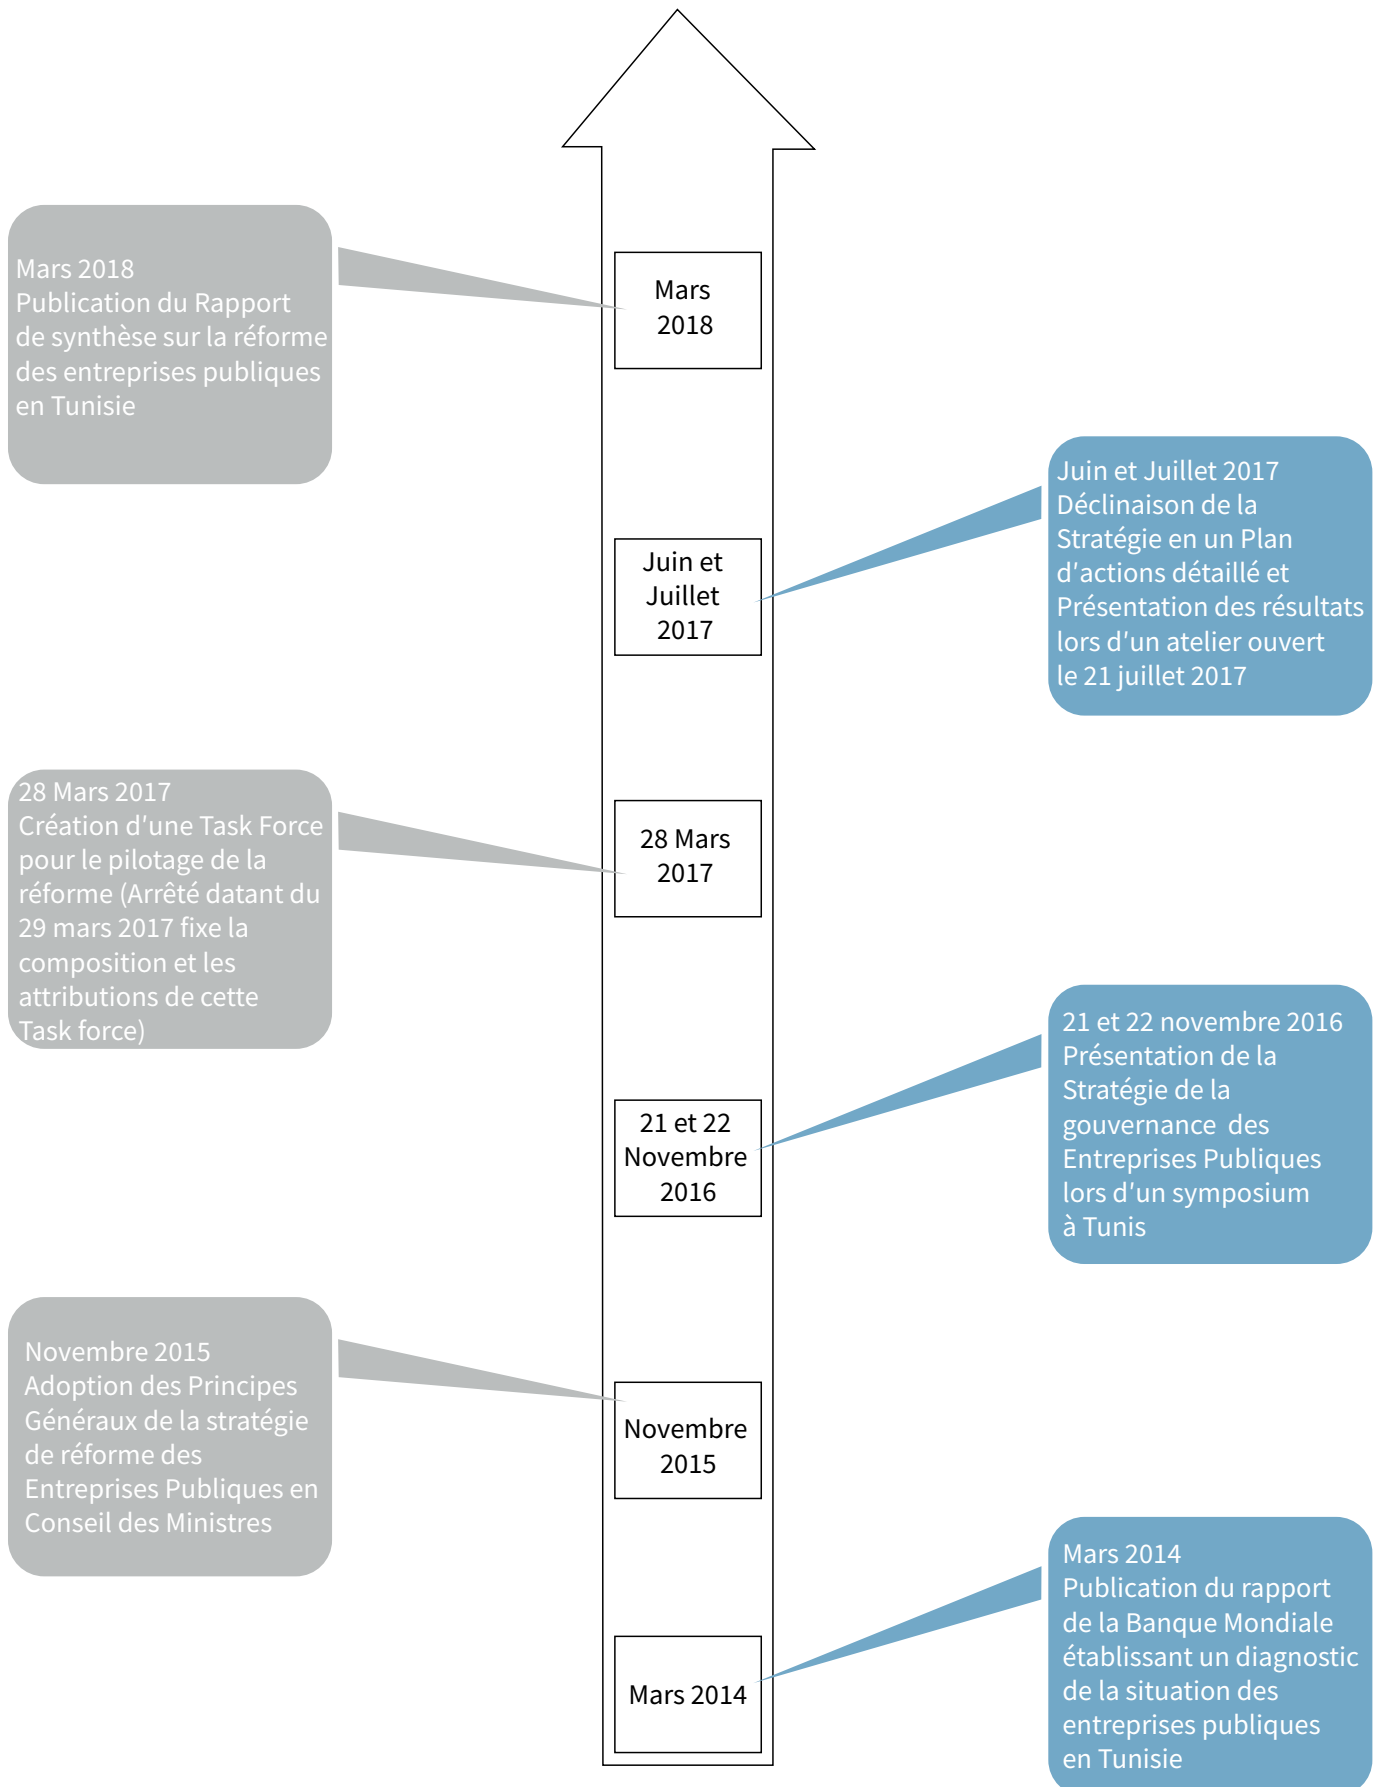 Mars 2018
Publication du Rapport
de synthèse sur la réforme
des entreprises publiques
en Tunisie
Mars
2018
Juin et Juillet 2017
Déclinaison de la
Stratégie en un Plan
d'actions détaillé et
Présentation des résultats
lors d'un atelier ouvert
le 21 juillet 2017
Juin et
Juillet
2017
28 Mars 2017
Création d'une Task Force
pour le pilotage de la
réforme (Arrêté datant du
29 mars 2017 fixe la
composition et les
attributions de cette
Task force)
28 Mars
2017
21 et 22 novembre 2016
Présentation de la
Stratégie de la
gouvernance des
Entreprises Publiques
lors d'un symposium
à Tunis
21 et 22
Novembre
2016
Novembre 2015
Adoption des Principes
Généraux de la stratégie
de réforme des
Entreprises Publiques en
Conseil des Ministres
Novembre
2015
Mars 2014
Publication du rapport
de la Banque Mondiale
établissant un diagnostic
de la situation des
entreprises publiques
en Tunisie
Mars 2014